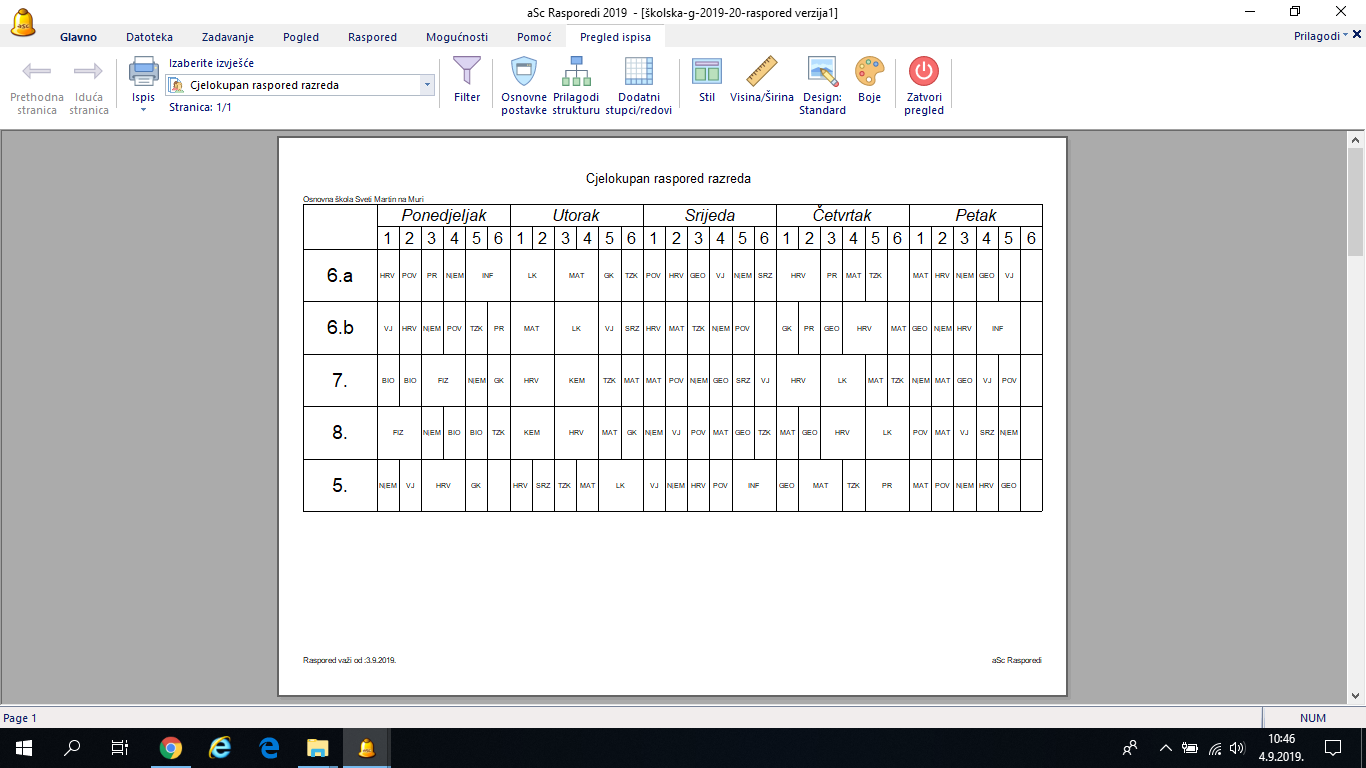 aSc Rasporedi 2019 - [školska-g-2019-20-raspored verzija1]
aSc
Glavno Datoteka Zadavanje Pogled Raspored Mogućnosti Pomoć Pregled ispisa Prilagodi
Prethodna stranica Iduća stranica Ispis Izaberite izvješće Filter Osnovne postavke Prilagodi strukturu Dodatni stupci/redovi Stil Visina/Širina Design: Standard Boje Zatvori pregled
Cjelokupan raspored razreda
Stranica: 1/1
Cjelokupan raspored razreda
Osnovna škola Sveti Martin na Muri
Ponedjeljak Utorak Srijeda Četvrtak Petak
1 2 3 4 5 6 1 2 3 4 5 6 1 2 3 4 5 6 1 2 3 4 5 6 1 2 3 4 5 6
6.a HRV POV PR NJEM INF LK MAT GK TZK POV HRV GEO VJ NJEM SRZ HRV PR MAT TZK MAT HRV NJEM GEO VJ
6.b VJ HRV NJEM POV TZK PR MAT LK VJ SRZ HRV MAT TZK NJEM POV GK PR GEO HRV MAT GEO NJEM HRV INF
7. BIO BIO FIZ NJEM GK HRV KEM TZK MAT MAT POV NJEM GEO SRZ VJ HRV LK MAT TZK NJEM MAT GEO VJ POV
8. FIZ NJEM BIO BIO TZK KEM HRV MAT GK NJEM VJ POV MAT GEO TZK MAT GEO HRV LK POV MAT VJ SRZ NJEM
5. NJEM VJ HRV GK HRV SRZ TZK MAT LK VJ NJEM HRV POV INF GEO MAT TZK PR MAT POV NJEM HRV GEO
Raspored važi od :3.9.2019. aSc Rasporedi
Page 1 NUM
10:46
4.9.2019.